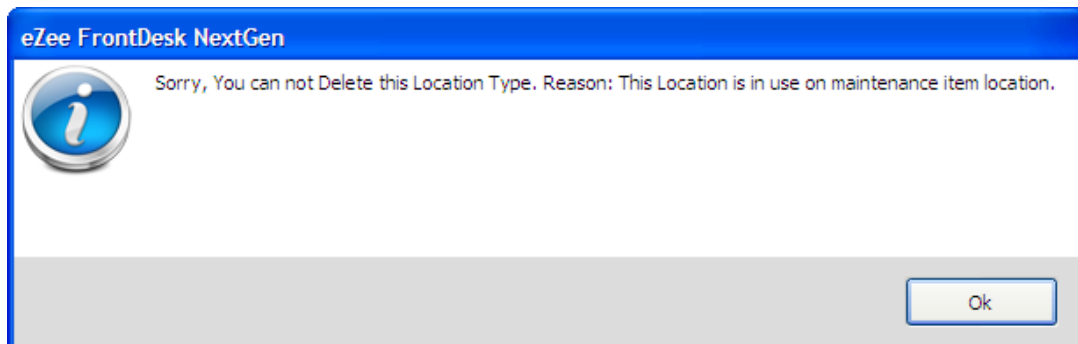 eZee FrontDesk NextGen
Sorry, You can not Delete this Location Type. Reason: This Location is in use on maintenance item location.
Ok